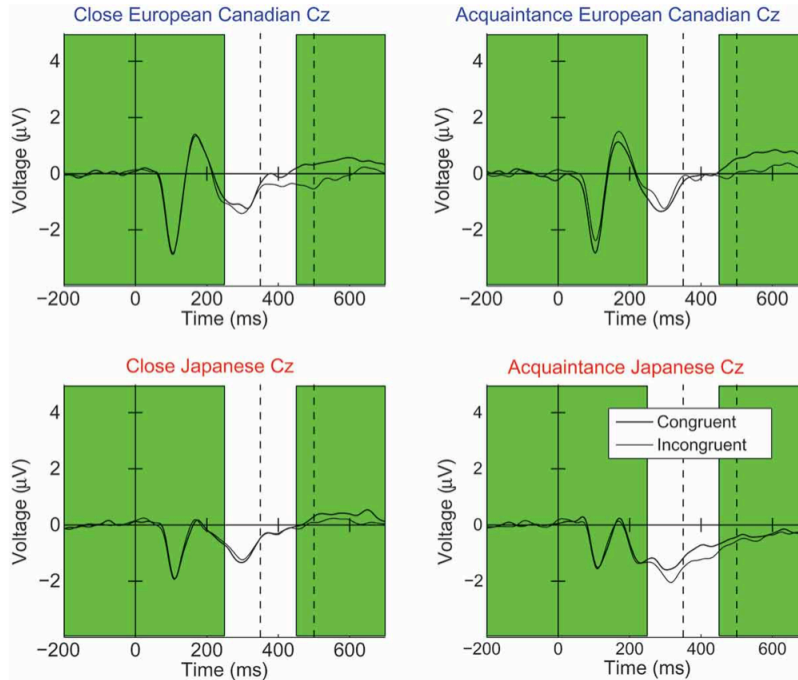 Close European Canadian Cz
Voltage (µV)
4
2
0
−2
−200 0 200 400 600
Time (ms)
Acquaintance European Canadian Cz
Voltage (µV)
4
2
0
−2
−200 0 200 400 600
Time (ms)
Close Japanese Cz
Voltage (µV)
4
2
0
−2
−200 0 200 400 600
Time (ms)
Acquaintance Japanese Cz
Voltage (µV)
4
2
0
−2
Congruent
Incongruent
−200 0 200 400 600
Time (ms)